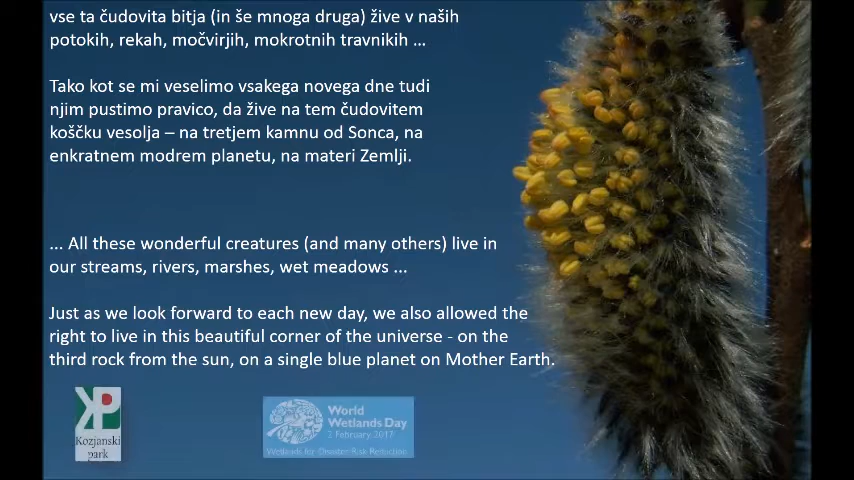 vse ta čudovita bitja (in še mnoga druga) žive v naših
potokih, rekah, močvirjih, mokrotnih travnikih ...
Tako kot se mi veselimo vsakega novega dne tudi
njim pustimo pravico, da žive na tem čudovitem
koščku vesolja – na tretjem kamnu od Sonca, na
enkratnem modrem planetu, na materi Zemlji.
... All these wonderful creatures (and many others) live in
our streams, rivers, marshes, wet meadows ...
Just as we look forward to each new day, we also allowed the
right to live in this beautiful corner of the universe - on the
third rock from the sun, on a single blue planet on Mother Earth.
KP
Kozjanski
park
World
Wetlands Day
2 February 2017
Wetlands for Disaster Risk Reduction